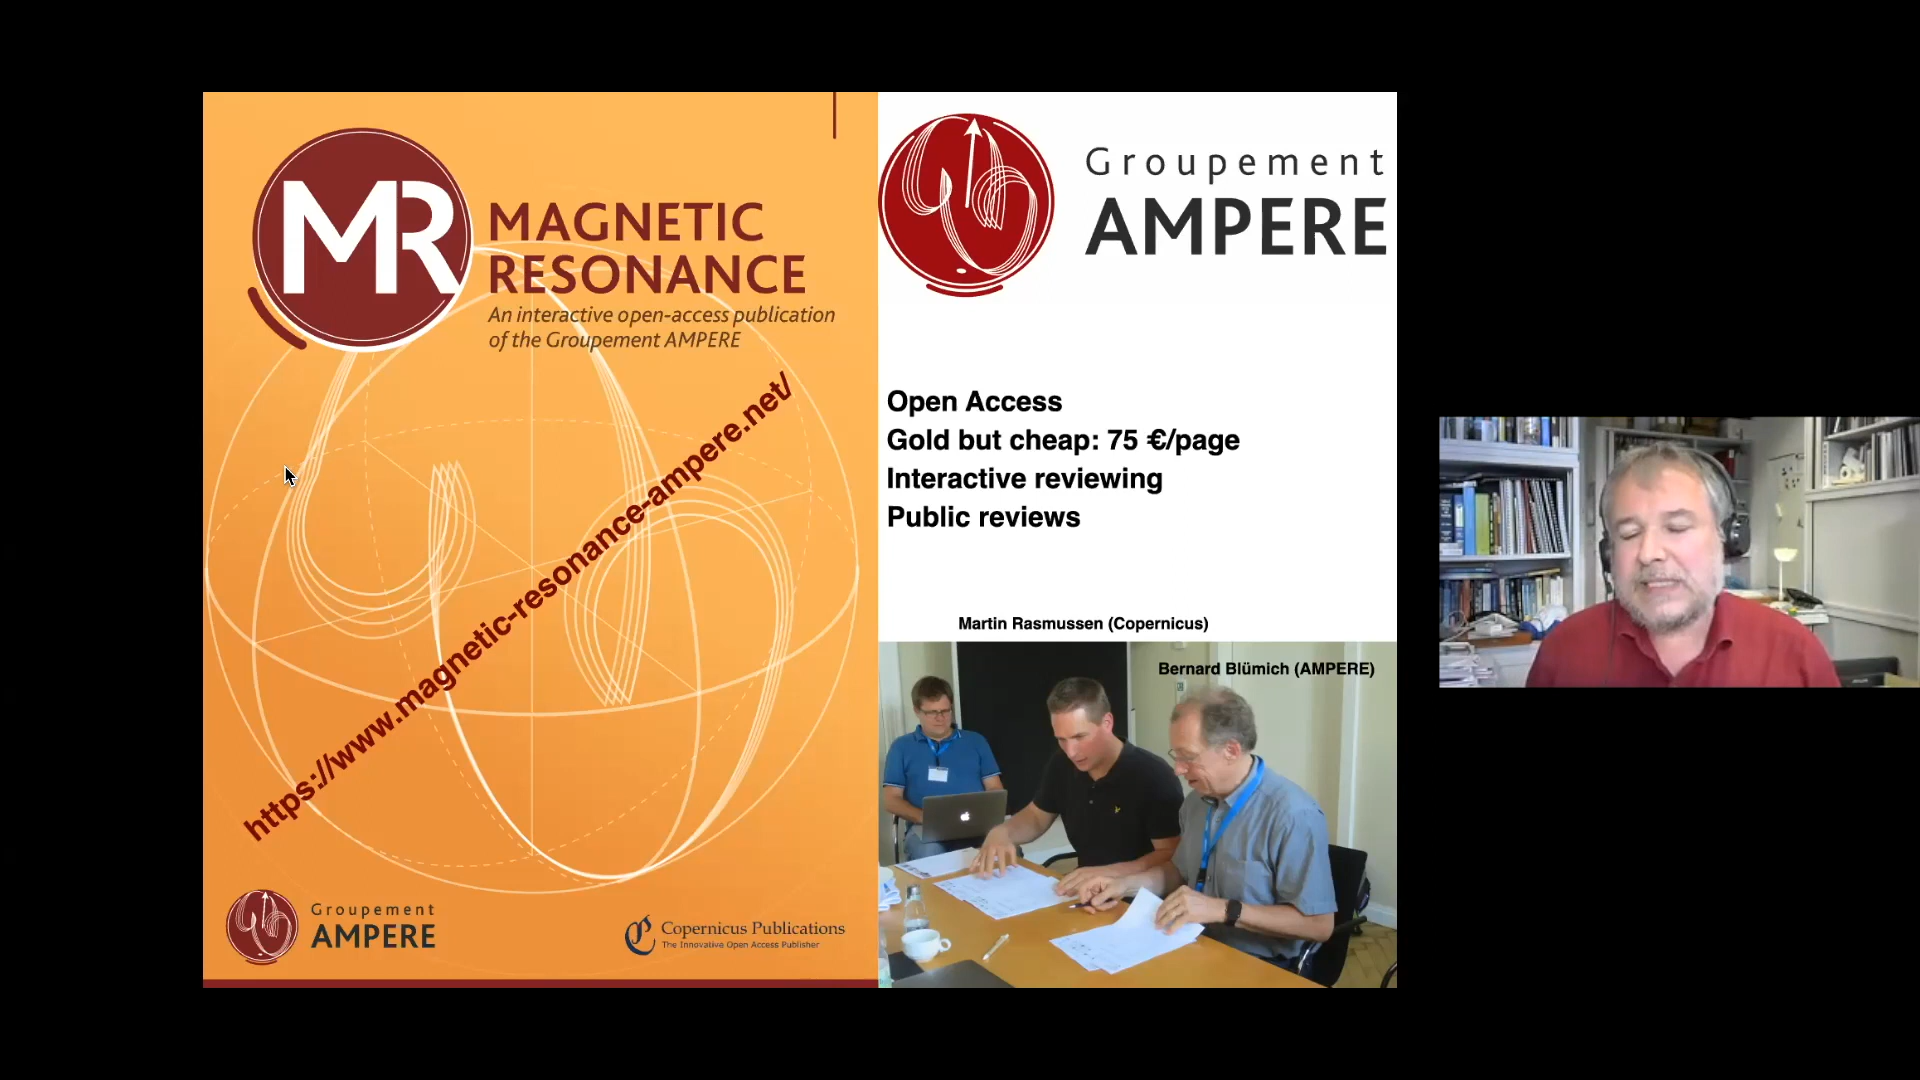 MR
MAGNETIC
RESONANCE
An interactive open-access publication
of the Groupement AMPERE
https://www.magnetic-resonance-ampere.net/
Groupement
AMPERE
Copernicus Publications
The Innovative Open Access Publisher
Groupement
AMPERE
Open Access
Gold but cheap: 75 €/page
Interactive reviewing
Public reviews
Martin Rasmussen (Copernicus)
Bernard Blümich (AMPERE)